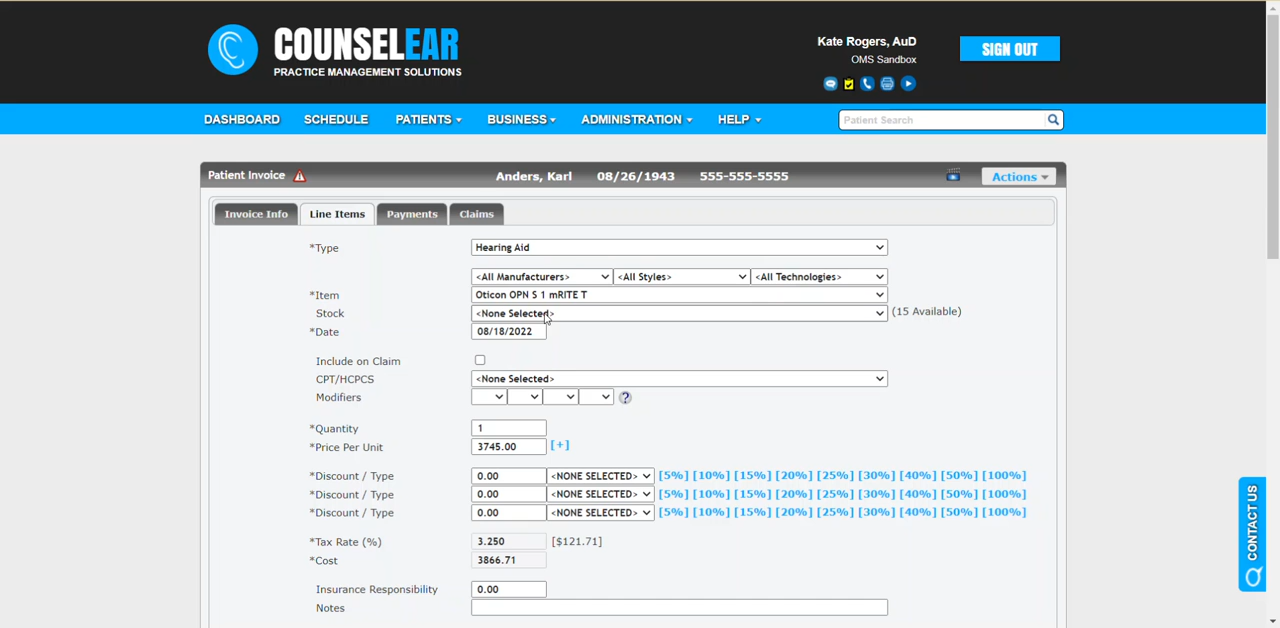 COUNSELEAR
PRACTICE MANAGEMENT SOLUTIONS
Kate Rogers, AuD
OMS Sandbox
SIGN OUT
DASHBOARD SCHEDULE PATIENTS BUSINESS ADMINISTRATION HELP Patient Search
Patient Invoice Anders, Karl 08/26/1943 555-555-5555 Actions
Invoice Info Line Items Payments Claims
*Type Hearing Aid
<All Manufacturers> <All Styles> <All Technologies>
*Item Oticon OPN S 1 mRITE T
Stock <None Selected> (15 Available)
*Date 08/18/2022
Include on Claim
CPT/HCPCS <None Selected>
Modifiers ?
*Quantity 1
*Price Per Unit 3745.00 [+]
*Discount / Type 0.00 <NONE SELECTED> [5%] [10%] [15%] [20%] [25%] [30%] [40%] [50%] [100%]
*Discount / Type 0.00 <NONE SELECTED> [5%] [10%] [15%] [20%] [25%] [30%] [40%] [50%] [100%]
*Discount / Type 0.00 <NONE SELECTED> [5%] [10%] [15%] [20%] [25%] [30%] [40%] [50%] [100%]
*Tax Rate (%) 3.250 [$121.71]
*Cost 3866.71
Insurance Responsibility 0.00
Notes
CONTACT US